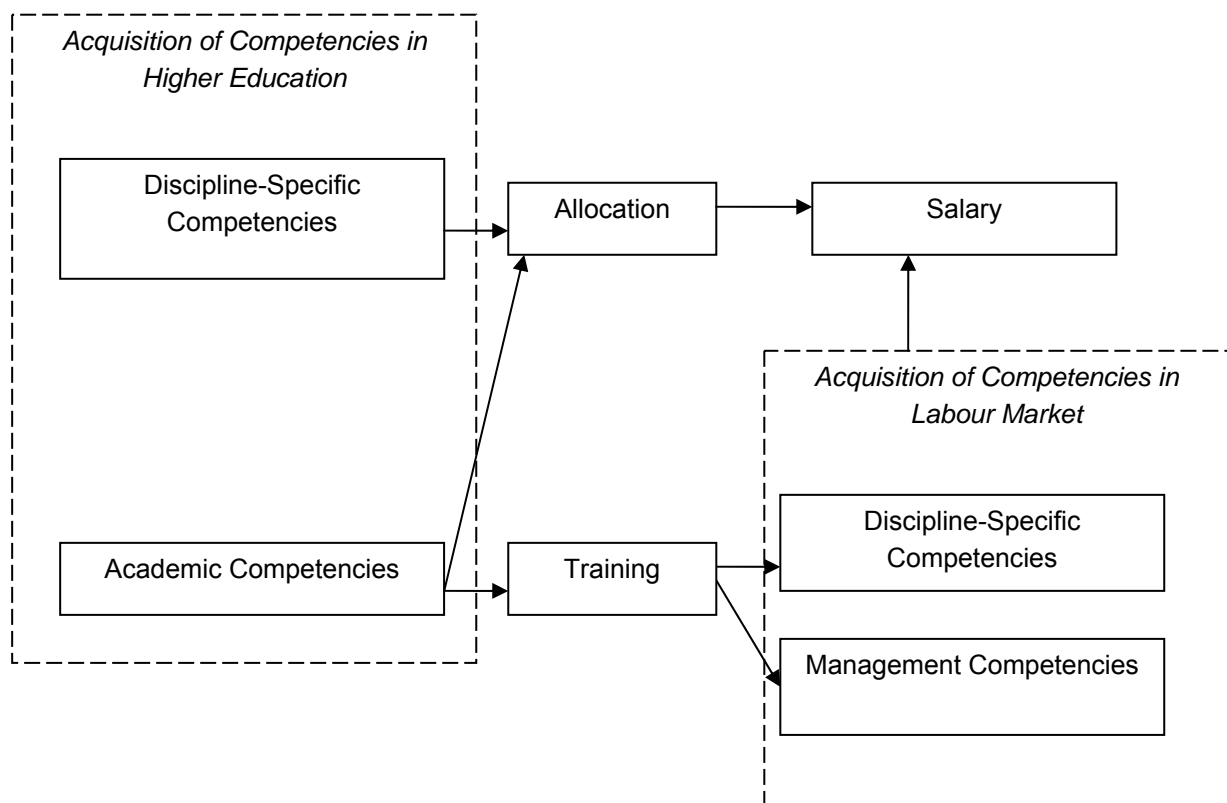 Acquisition of Competencies in
Higher Education
Discipline-Specific
Competencies
Allocation
Salary
Acquisition of Competencies in
Labour Market
Academic Competencies
Training
Discipline-Specific
Competencies
Management Competencies